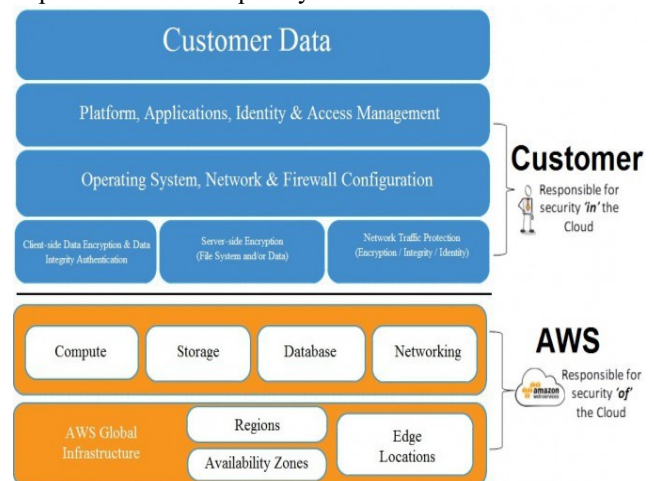 Customer Data
Platform, Applications, Identity & Access Management
Operating System, Network & Firewall Configuration
Client-side Data Encryption & Data
Integrity Authentication
Server-side Encryption
(File System and/or Data)
Network Traffic Protection
(Encryption / Integrity / Identity)
Customer
Responsible for
security 'in' the
Cloud
Compute
Storage
Database
Networking
AWS Global
Infrastructure
Regions
Availability Zones
Edge
Locations
AWS
amazon
webservices
Responsible for
security 'of'
the Cloud